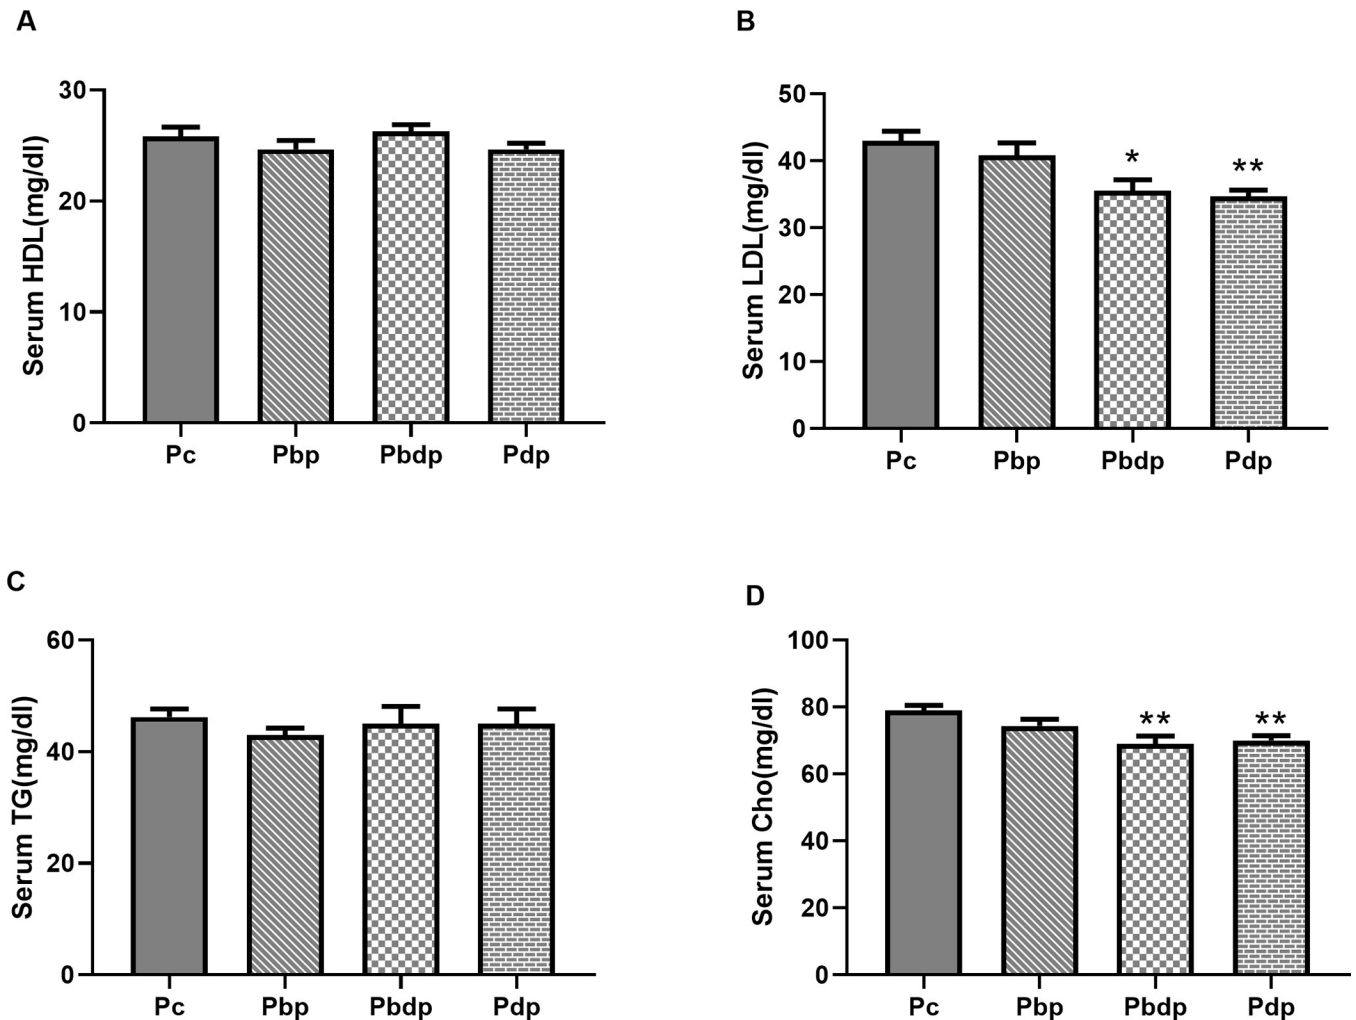 A
Serum HDL(mg/dl)
30
20
10
0
Pc Pbp Pbdp Pdp
B
Serum LDL(mg/dl)
50
40
30
20
10
0
*
**
Pc Pbp Pbdp Pdp
C
Serum TG(mg/dl)
60
40
20
0
Pc Pbp Pbdp Pdp
D
Serum Cho(mg/dl)
100
80
60
40
20
0
** **
Pc Pbp Pbdp Pdp